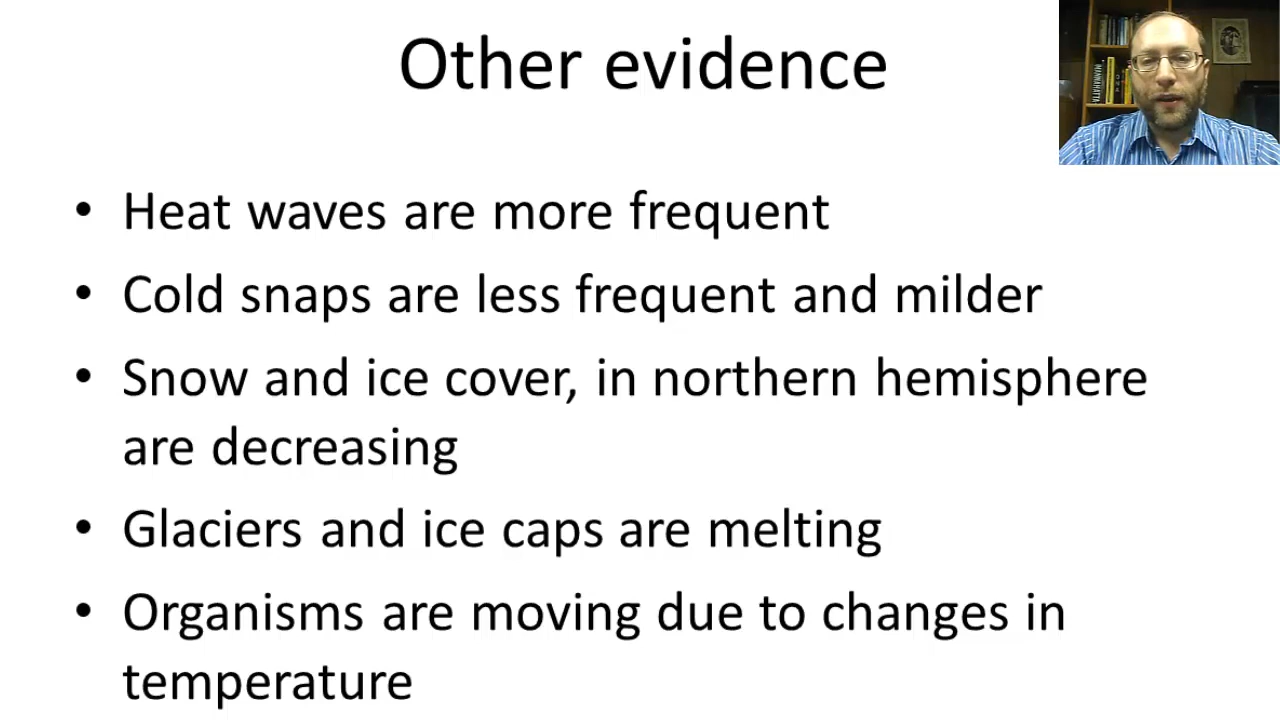 Other evidence
• Heat waves are more frequent
• Cold snaps are less frequent and milder
• Snow and ice cover, in northern hemisphere
are decreasing
• Glaciers and ice caps are melting
• Organisms are moving due to changes in
temperature
MANNAHATTA